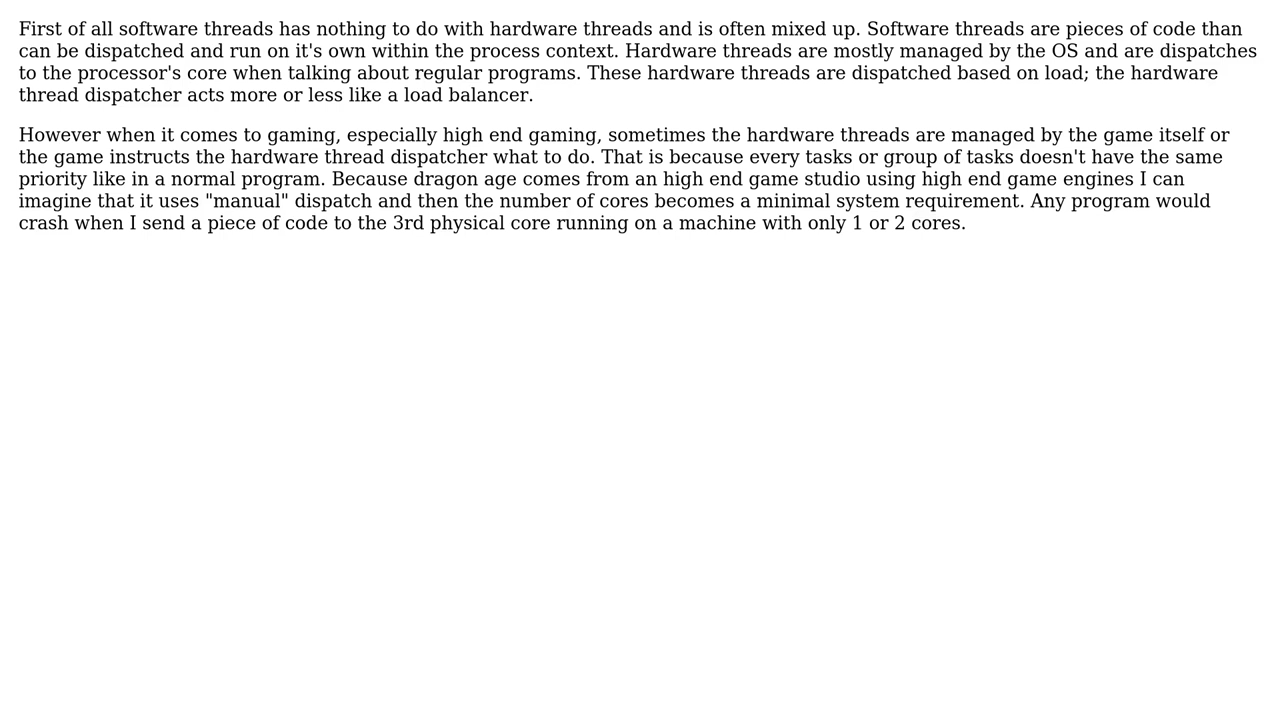 First of all software threads has nothing to do with hardware threads and is often mixed up. Software threads are pieces of code than
can be dispatched and run on it's own within the process context. Hardware threads are mostly managed by the OS and are dispatches
to the processor's core when talking about regular programs. These hardware threads are dispatched based on load; the hardware
thread dispatcher acts more or less like a load balancer.
However when it comes to gaming, especially high end gaming, sometimes the hardware threads are managed by the game itself or
the game instructs the hardware thread dispatcher what to do. That is because every tasks or group of tasks doesn't have the same
priority like in a normal program. Because dragon age comes from an high end game studio using high end game engines I can
imagine that it uses "manual" dispatch and then the number of cores becomes a minimal system requirement. Any program would
crash when I send a piece of code to the 3rd physical core running on a machine with only 1 or 2 cores.